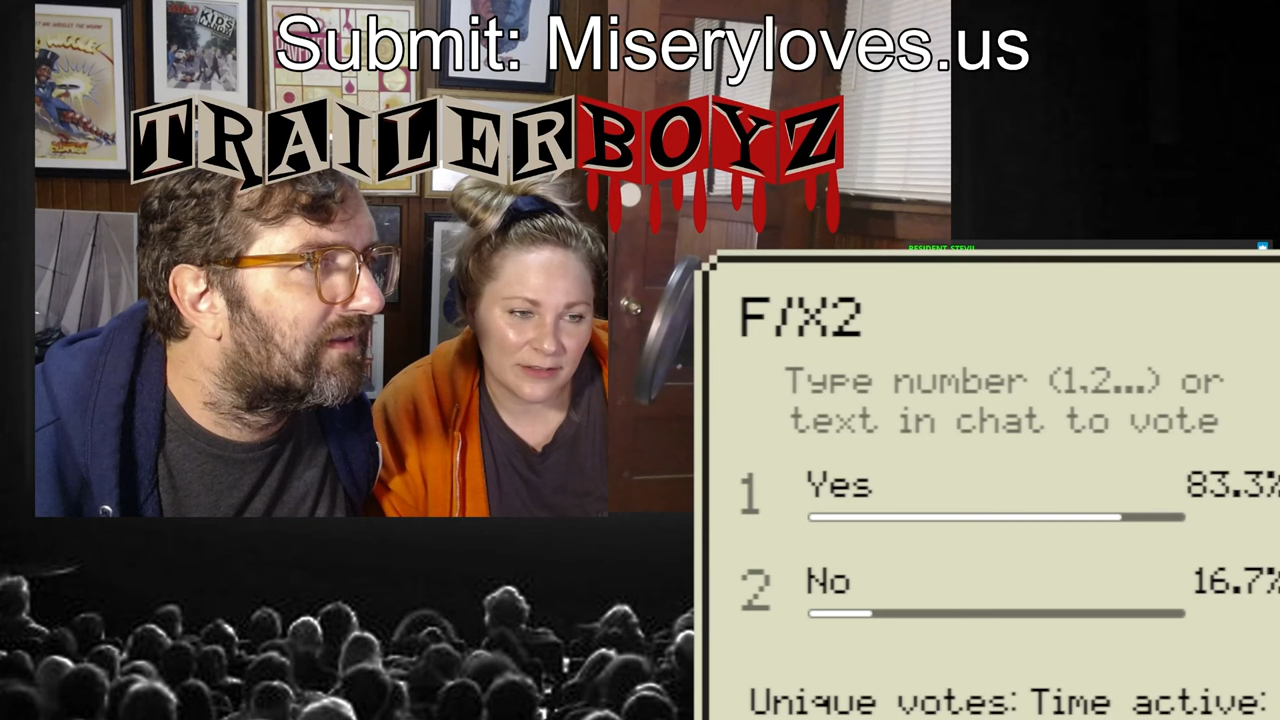 Submit: Miseryloves.us
TRAILERBOYZ
RESIDENT_STEVIL
F/X2
Type number (1,2...) or
text in chat to vote
1 Yes 83.3%
2 No 16.7%
Unique votes: Time active: